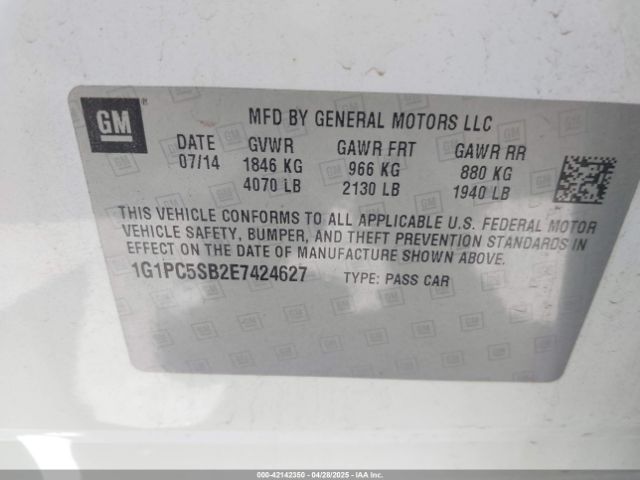 GM ®
MFD BY GENERAL MOTORS LLC
DATE GVWR GAWR FRT GAWR RR
07/14 1846 KG 966 KG 880 KG
4070 LB 2130 LB 1940 LB
THIS VEHICLE CONFORMS TO ALL APPLICABLE U.S. FEDERAL MOTOR
VEHICLE SAFETY, BUMPER, AND THEFT PREVENTION STANDARDS IN
EFFECT ON THE DATE OF MANUFACTURE SHOWN ABOVE.
1G1PC5SB2E7424627 TYPE: PASS CAR
000-42142350 04/28/2025 IAAI.COM